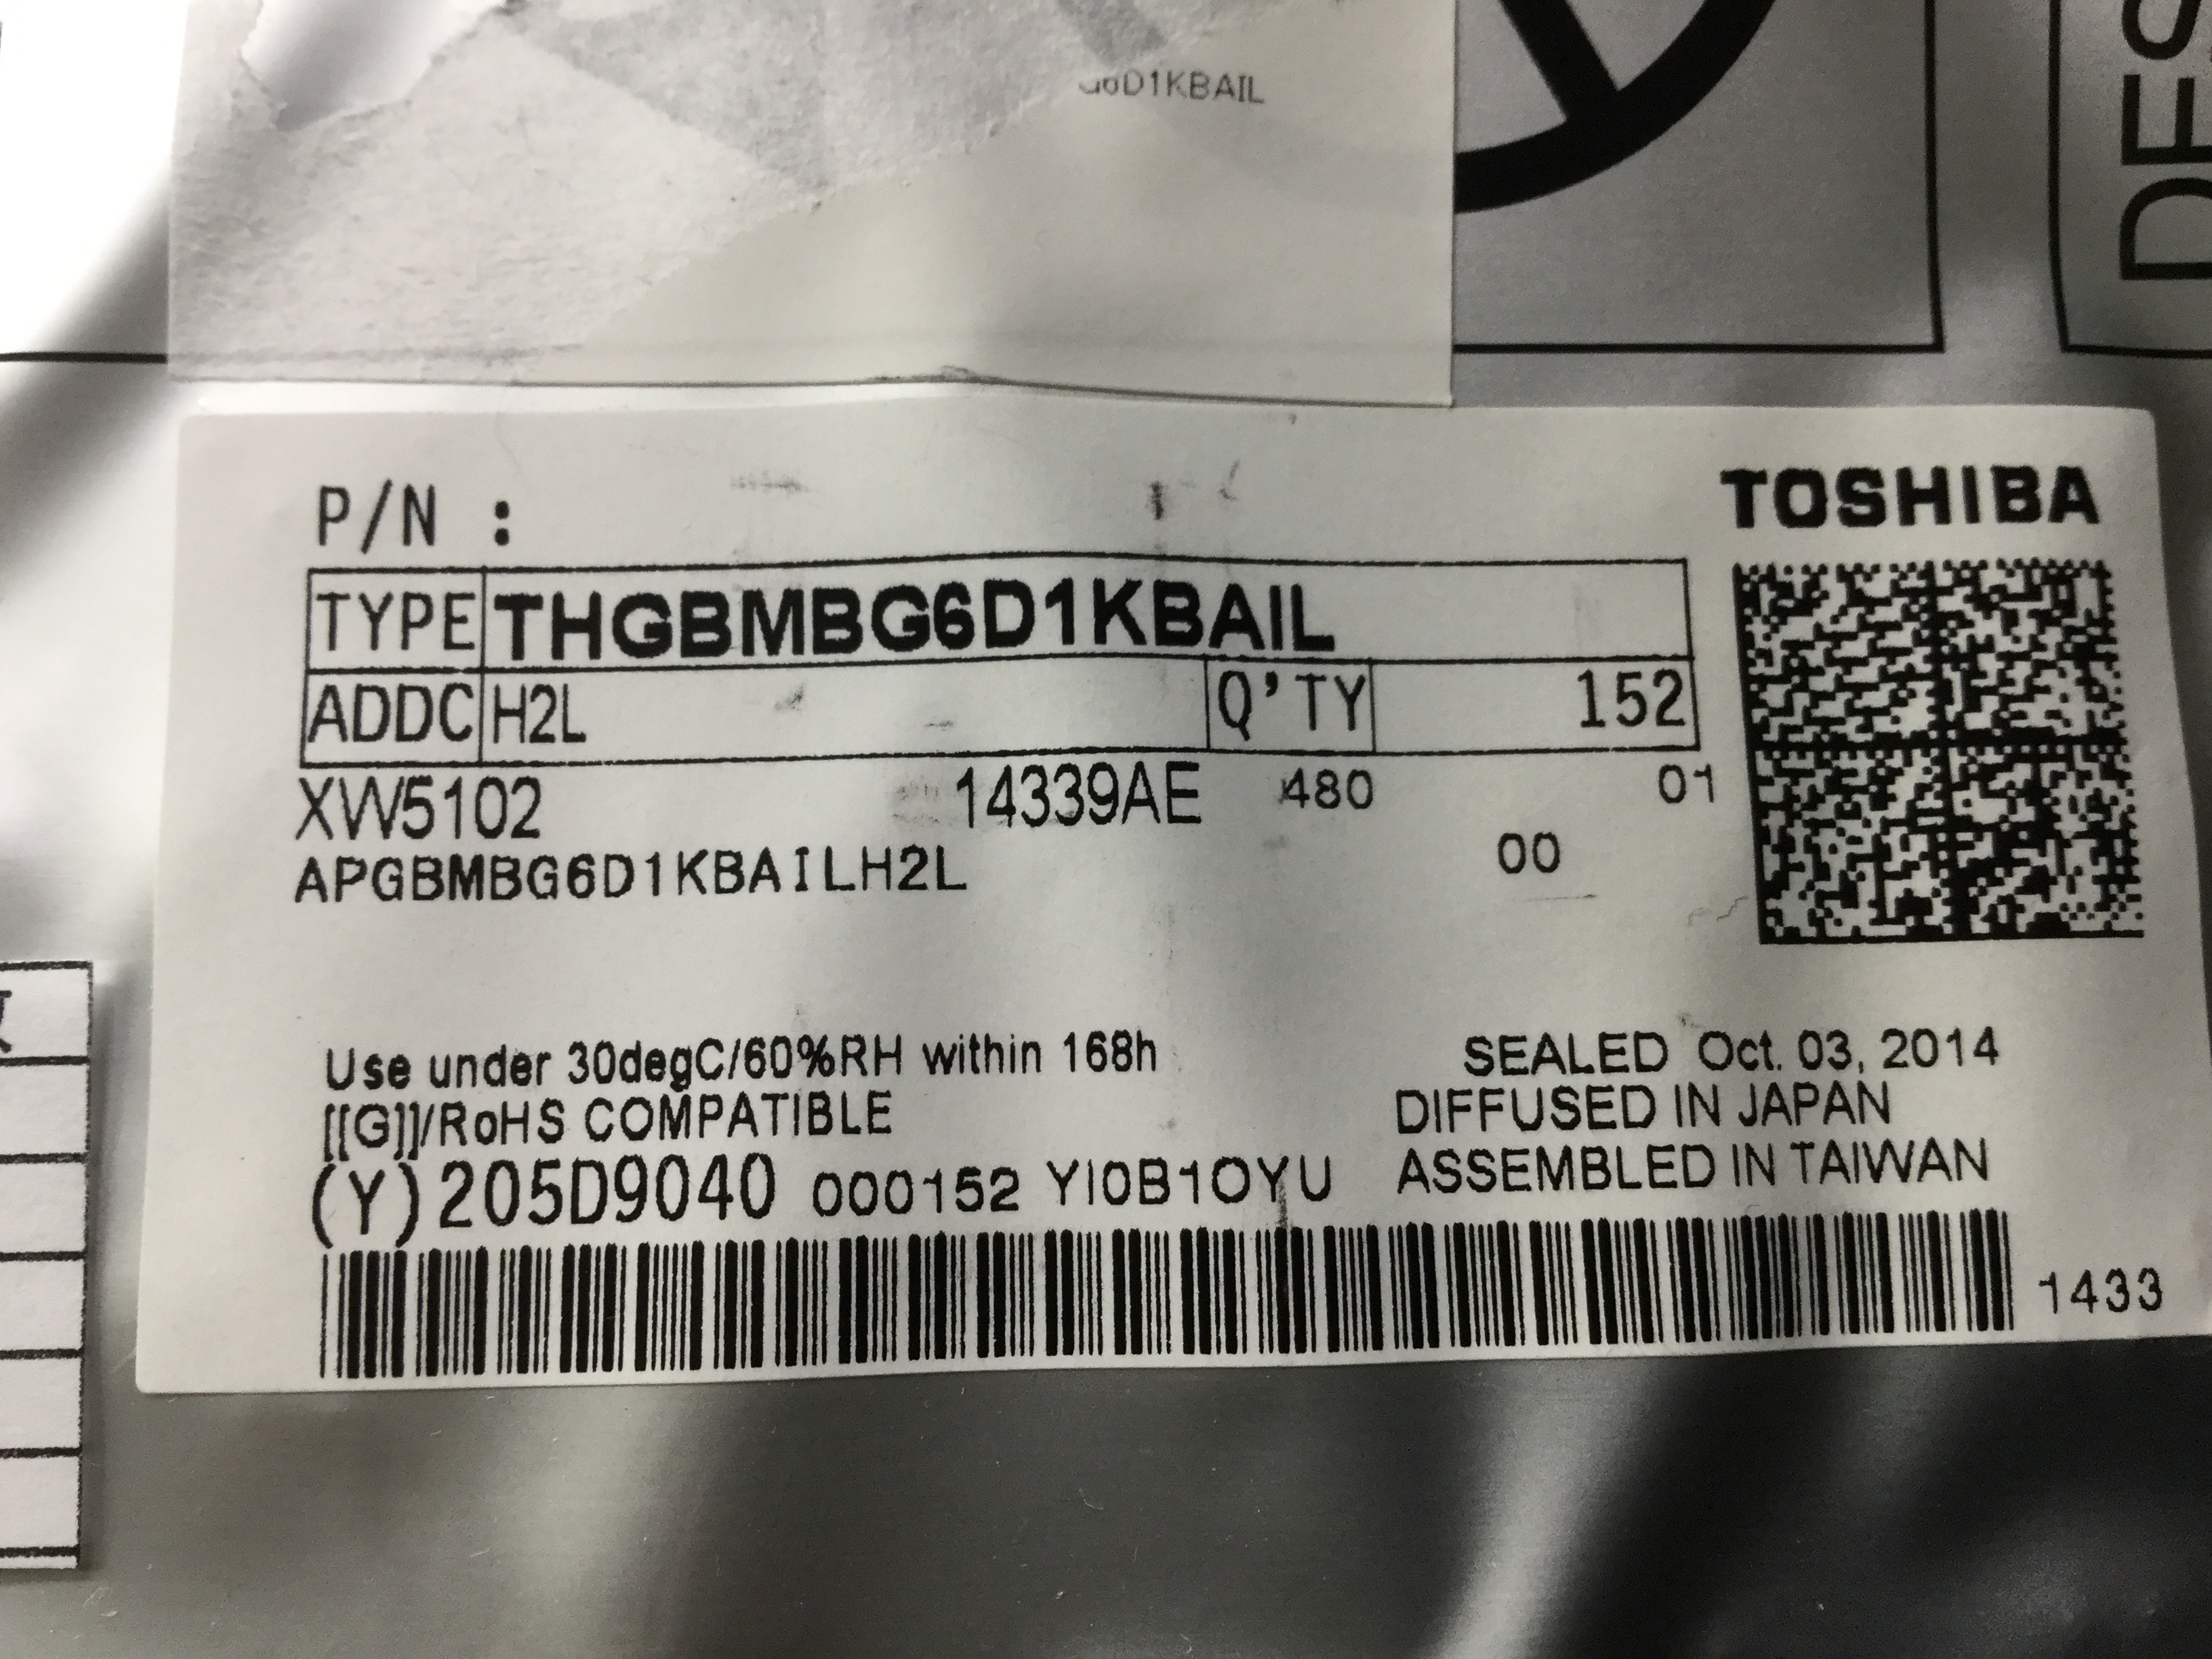 G6D1KBAIL
DES
P/N :
TOSHIBA
TYPE THGBMBG6D1KBAIL
ADDC H2L Q'TY 152
XW5102 14339AE 480 01
APGBMBG6D1KBAILH2L 00
Use under 30degC/60%RH within 168h
SEALED Oct. 03, 2014
[[G]]/RoHS COMPATIBLE
DIFFUSED IN JAPAN
(Y)205D9040 000152 YI0B1OYU
ASSEMBLED IN TAIWAN
1433